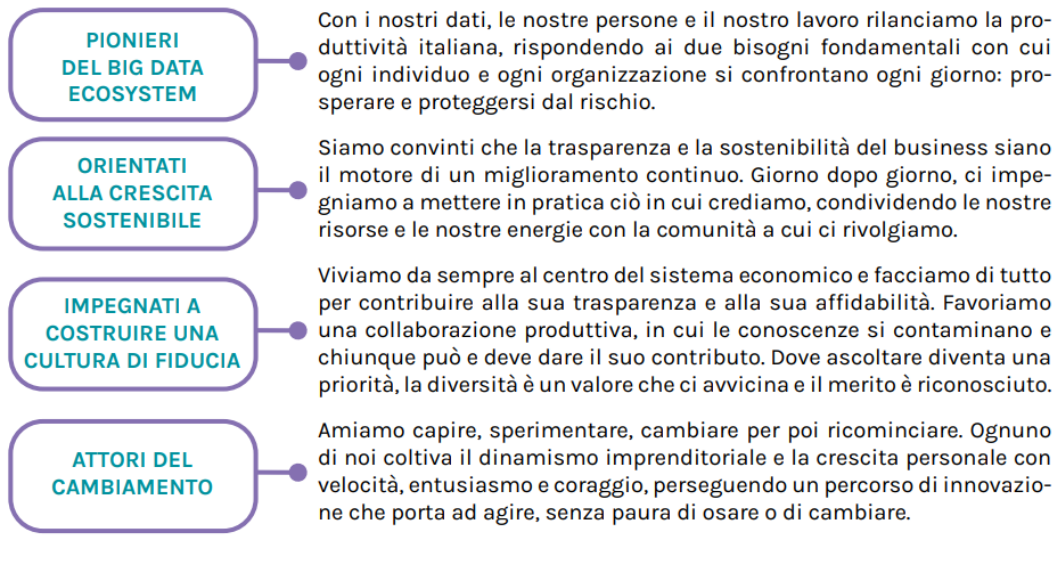 PIONIERI
DEL BIG DATA
ECOSYSTEM
Con i nostri dati, le nostre persone e il nostro lavoro rilanciamo la pro-
duttività italiana, rispondendo ai due bisogni fondamentali con cui
ogni individuo e ogni organizzazione si confrontano ogni giorno: pro-
sperare e proteggersi dal rischio.
ORIENTATI
ALLA CRESCITA
SOSTENIBILE
Siamo convinti che la trasparenza e la sostenibilità del business siano
il motore di un miglioramento continuo. Giorno dopo giorno, ci impe-
gniamo a mettere in pratica ciò in cui crediamo, condividendo le nostre
risorse e le nostre energie con la comunità a cui ci rivolgiamo.
IMPEGNATI A
COSTRUIRE UNA
CULTURA DI FIDUCIA
Viviamo da sempre al centro del sistema economico e facciamo di tutto
per contribuire alla sua trasparenza e alla sua affidabilità. Favoriamo
una collaborazione produttiva, in cui le conoscenze si contaminano e
chiunque può e deve dare il suo contributo. Dove ascoltare diventa una
priorità, la diversità è un valore che ci avvicina e il merito è riconosciuto.
ATTORI DEL
CAMBIAMENTO
Amiamo capire, sperimentare, cambiare per poi ricominciare. Ognuno
di noi coltiva il dinamismo imprenditoriale e la crescita personale con
velocità, entusiasmo e coraggio, perseguendo un percorso di innovazio-
ne che porta ad agire, senza paura di osare o di cambiare.